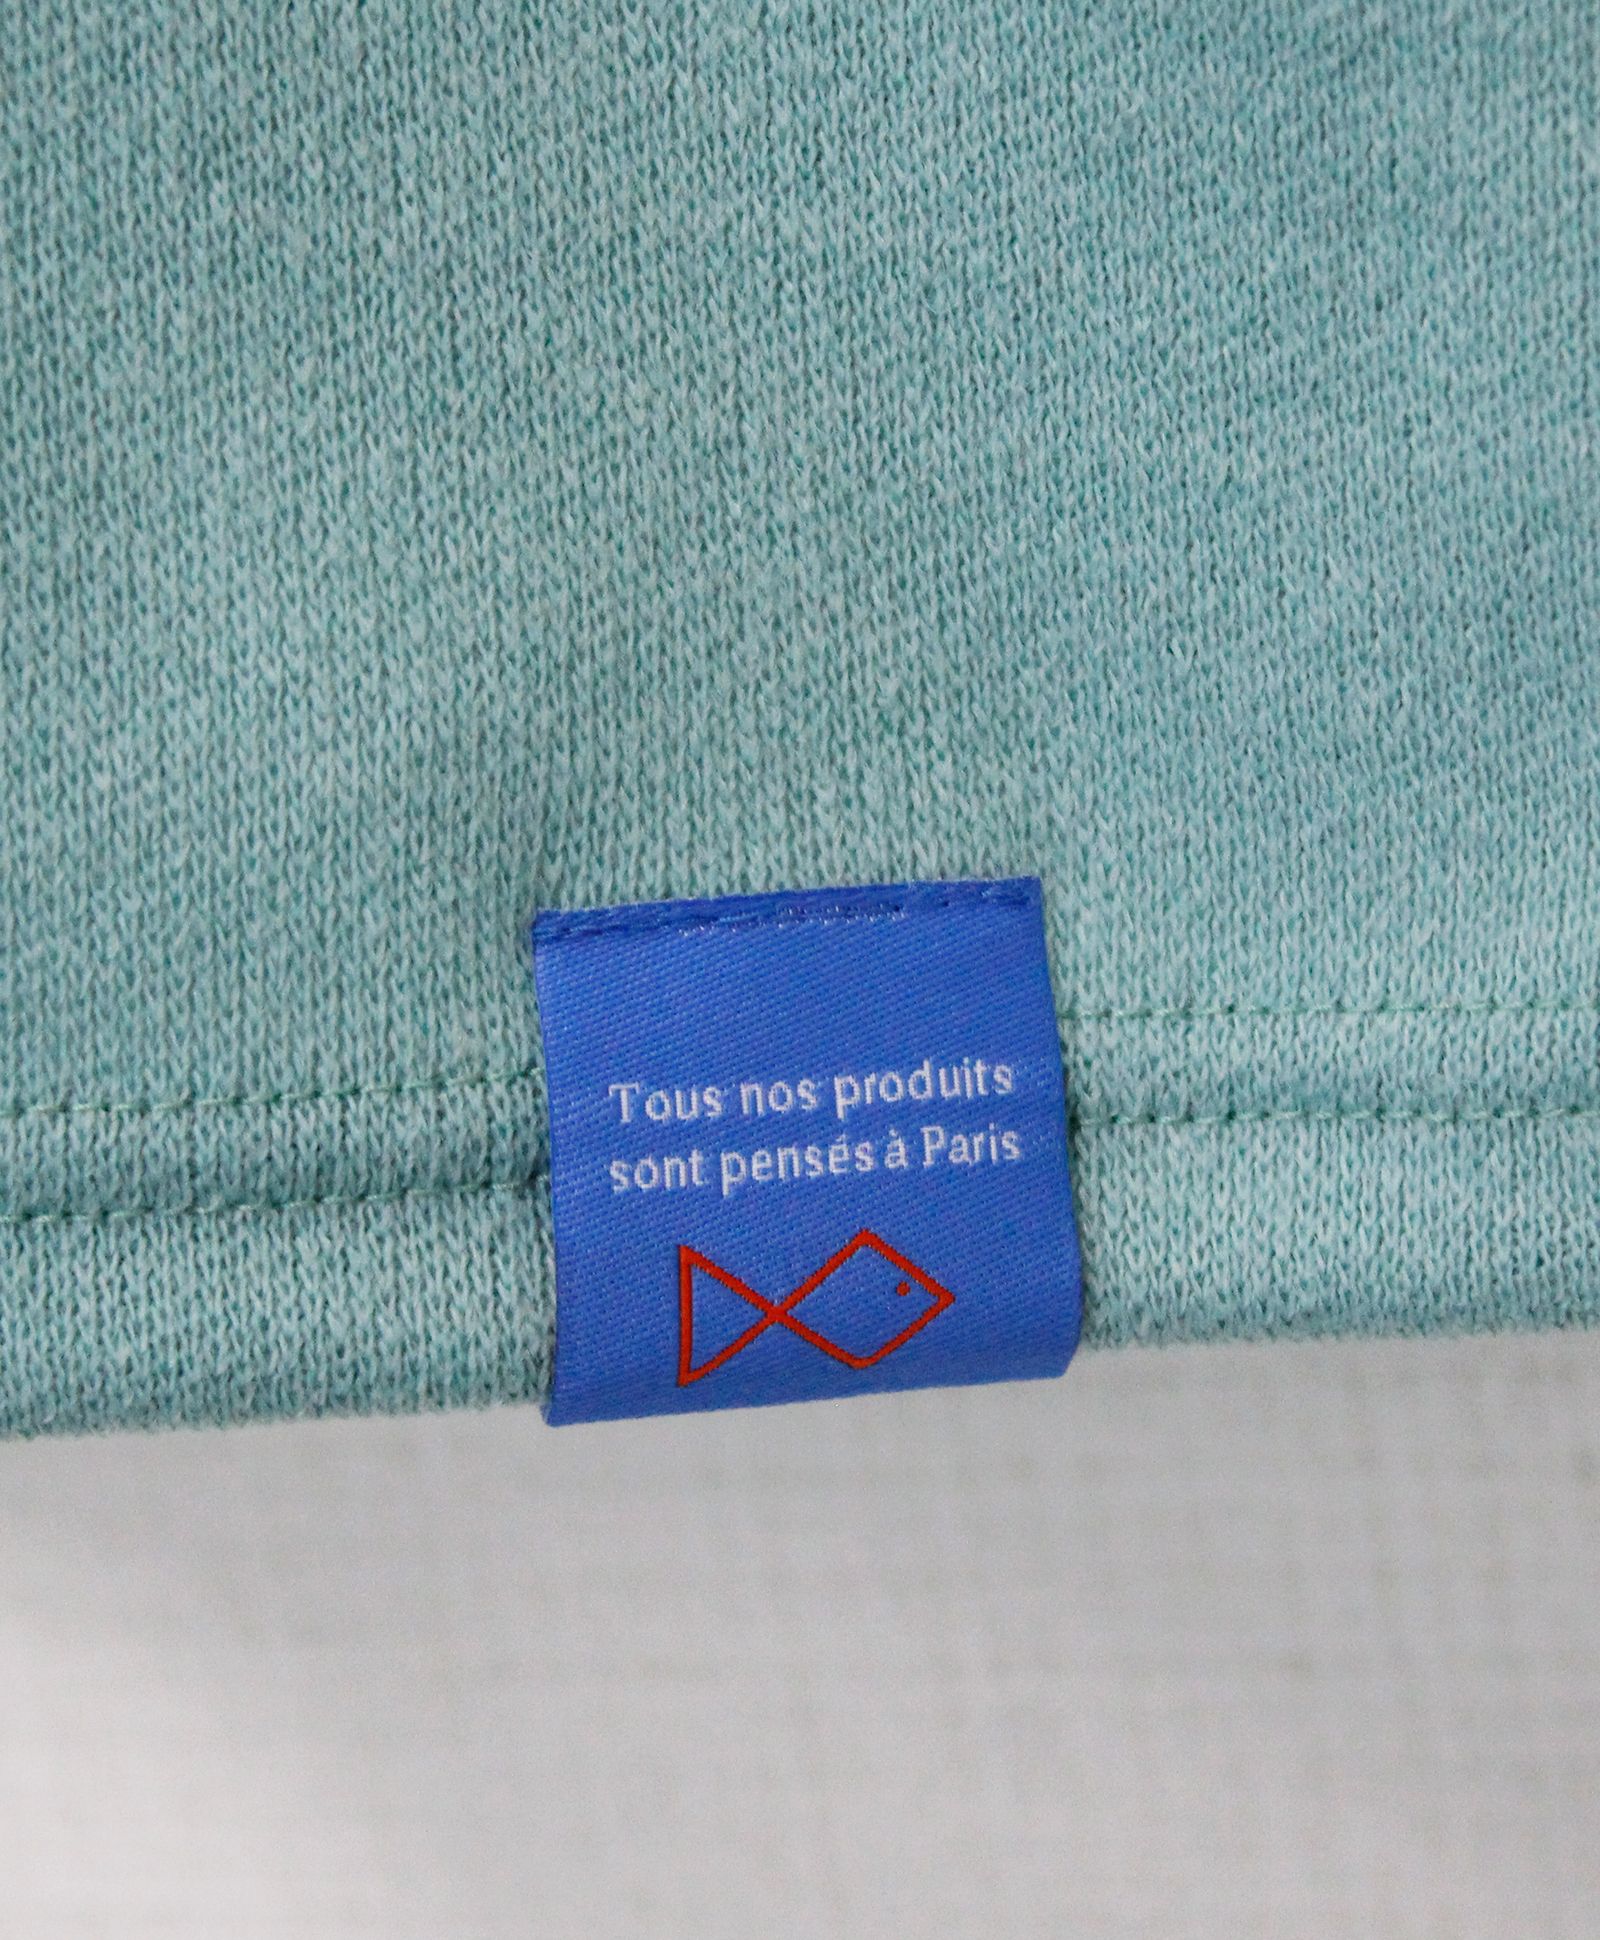 Tous nos produits
sont pensés à Paris